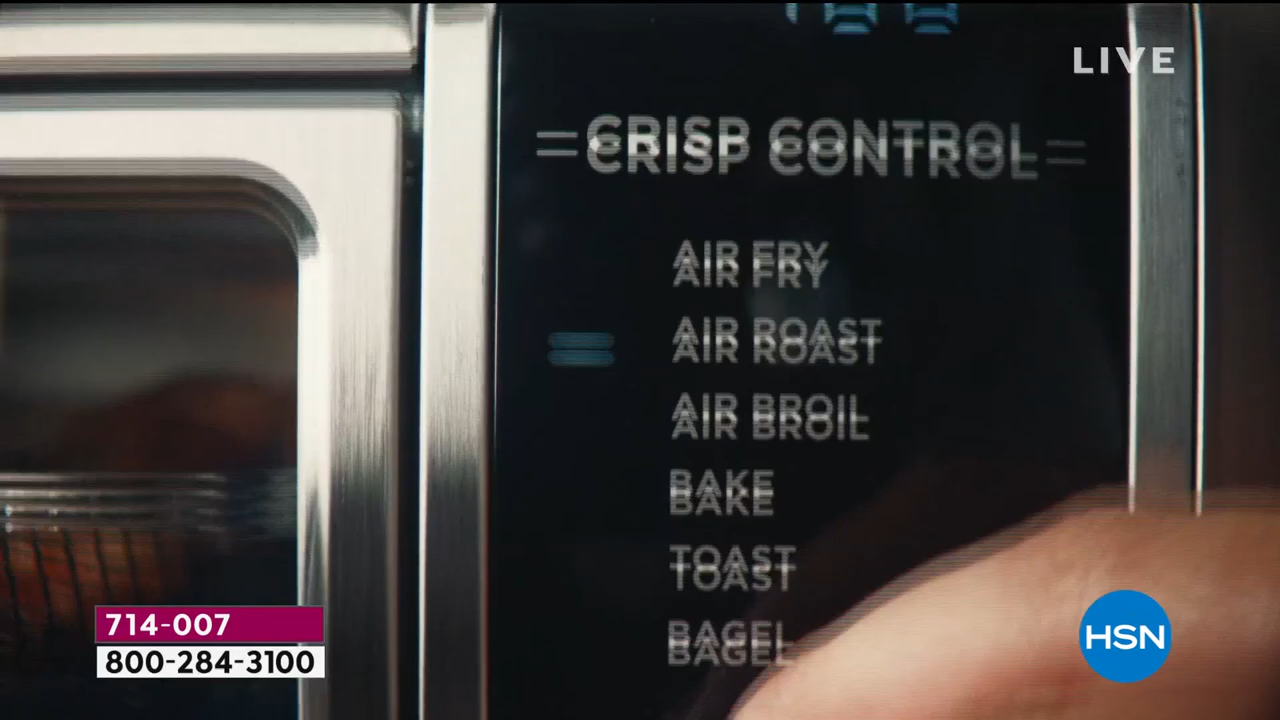 LIVE
CRISP CONTROL
AIR FRY
AIR ROAST
AIR BROIL
BAKE
TOAST
BAGEL
714-007
800-284-3100
HSN